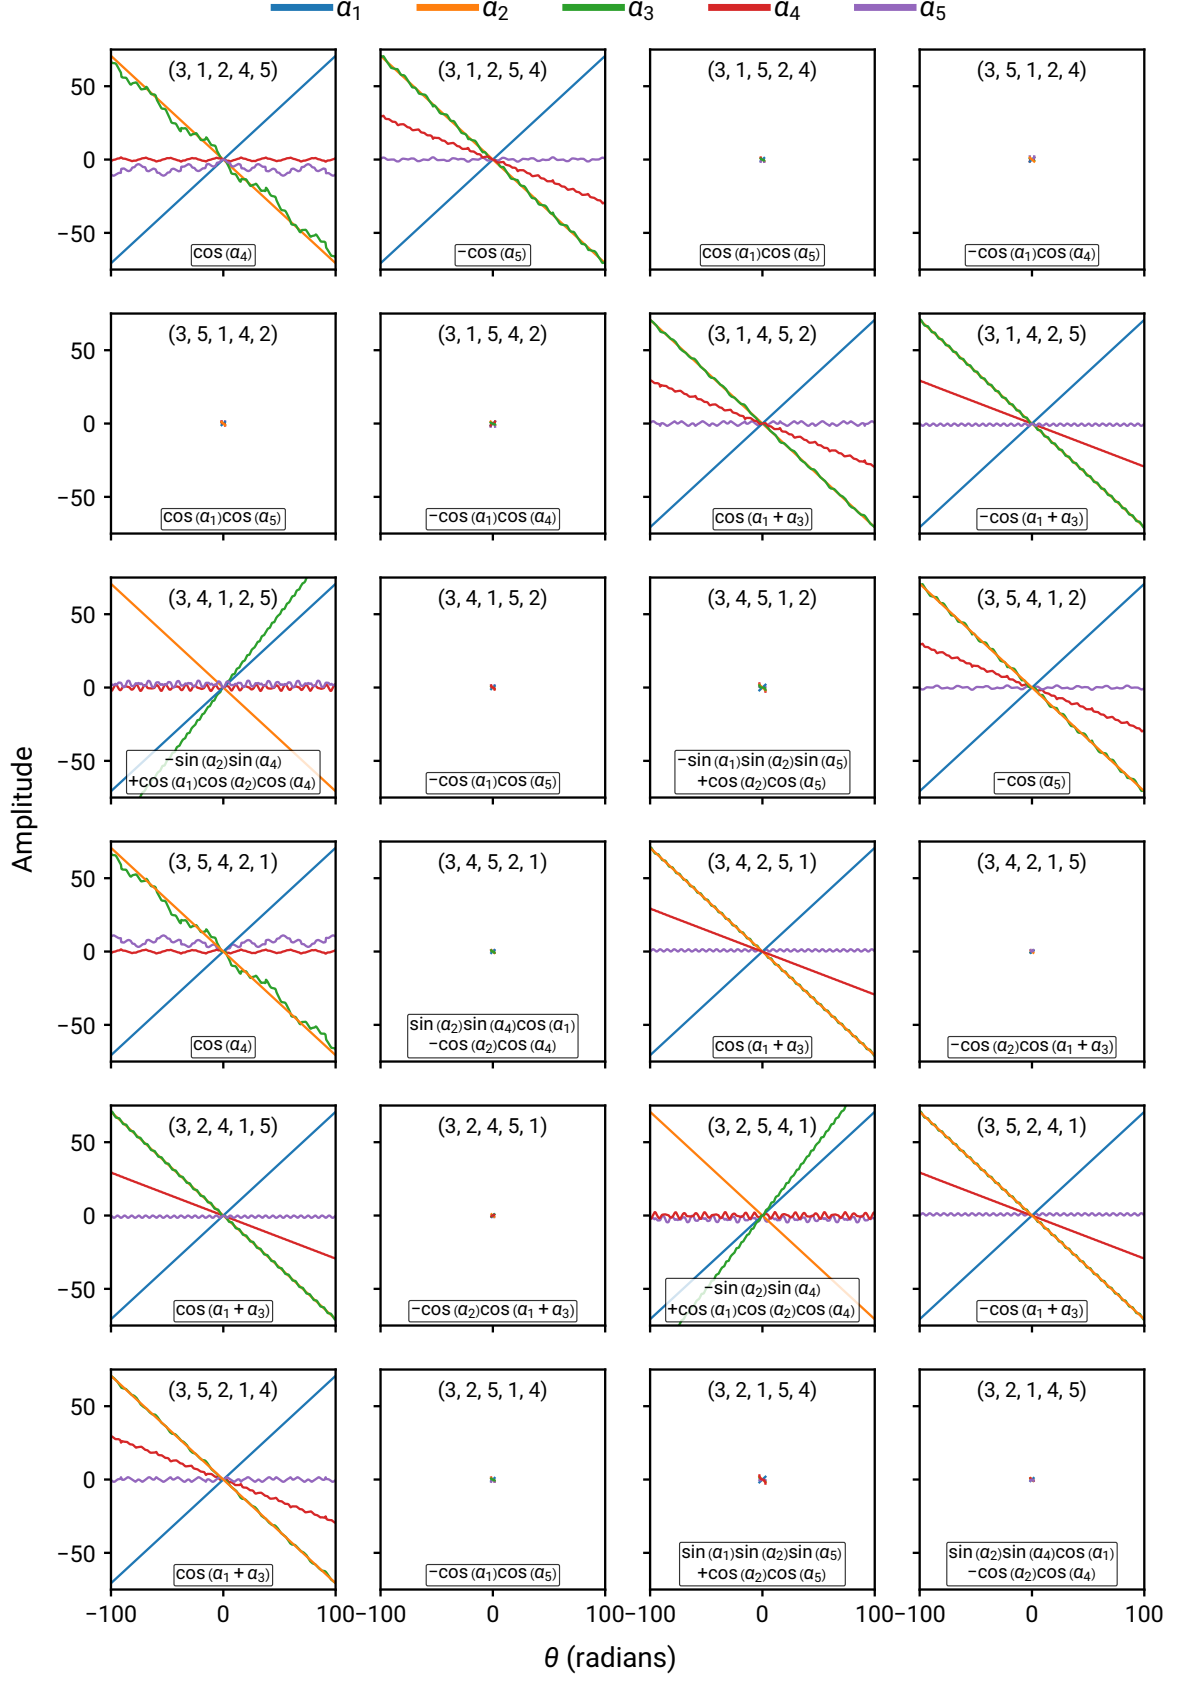 α1 α2 α3 α4 α5
(3, 1, 2, 4, 5) (3, 1, 2, 5, 4) (3, 1, 5, 2, 4) (3, 5, 1, 2, 4)
50
0
−50
cos (α4) −cos (α5) cos (α1)cos (α5) −cos (α1)cos (α4)
(3, 5, 1, 4, 2) (3, 1, 5, 4, 2) (3, 1, 4, 5, 2) (3, 1, 4, 2, 5)
50
0
−50
cos (α1)cos (α5) −cos (α1)cos (α4) cos (α1 + α3) −cos (α1 + α3)
(3, 4, 1, 2, 5) (3, 4, 1, 5, 2) (3, 4, 5, 1, 2) (3, 5, 4, 1, 2)
50
0
−50
−sin (α2)sin (α4) −sin (α1)sin (α2)sin (α5)
+cos (α1)cos (α2)cos (α4) −cos (α1)cos (α5) +cos (α2)cos (α5) −cos (α5)
Amplitude
(3, 5, 4, 2, 1) (3, 4, 5, 2, 1) (3, 4, 2, 5, 1) (3, 4, 2, 1, 5)
50
0
−50
sin (α2)sin (α4)cos (α1)
cos (α4) −cos (α2)cos (α4) cos (α1 + α3) −cos (α2)cos (α1 + α3)
(3, 2, 4, 1, 5) (3, 2, 4, 5, 1) (3, 2, 5, 4, 1) (3, 5, 2, 4, 1)
50
0
−50
−sin (α2)sin (α4)
cos (α1 + α3) −cos (α2)cos (α1 + α3) +cos (α1)cos (α2)cos (α4) −cos (α1 + α3)
(3, 5, 2, 1, 4) (3, 2, 5, 1, 4) (3, 2, 1, 5, 4) (3, 2, 1, 4, 5)
50
0
−50
sin (α1)sin (α2)sin (α5) sin (α2)sin (α4)cos (α1)
cos (α1 + α3) −cos (α1)cos (α5) +cos (α2)cos (α5) −cos (α2)cos (α4)
−100 0 100 −100 0 100 −100 0 100 −100 0 100
θ (radians)